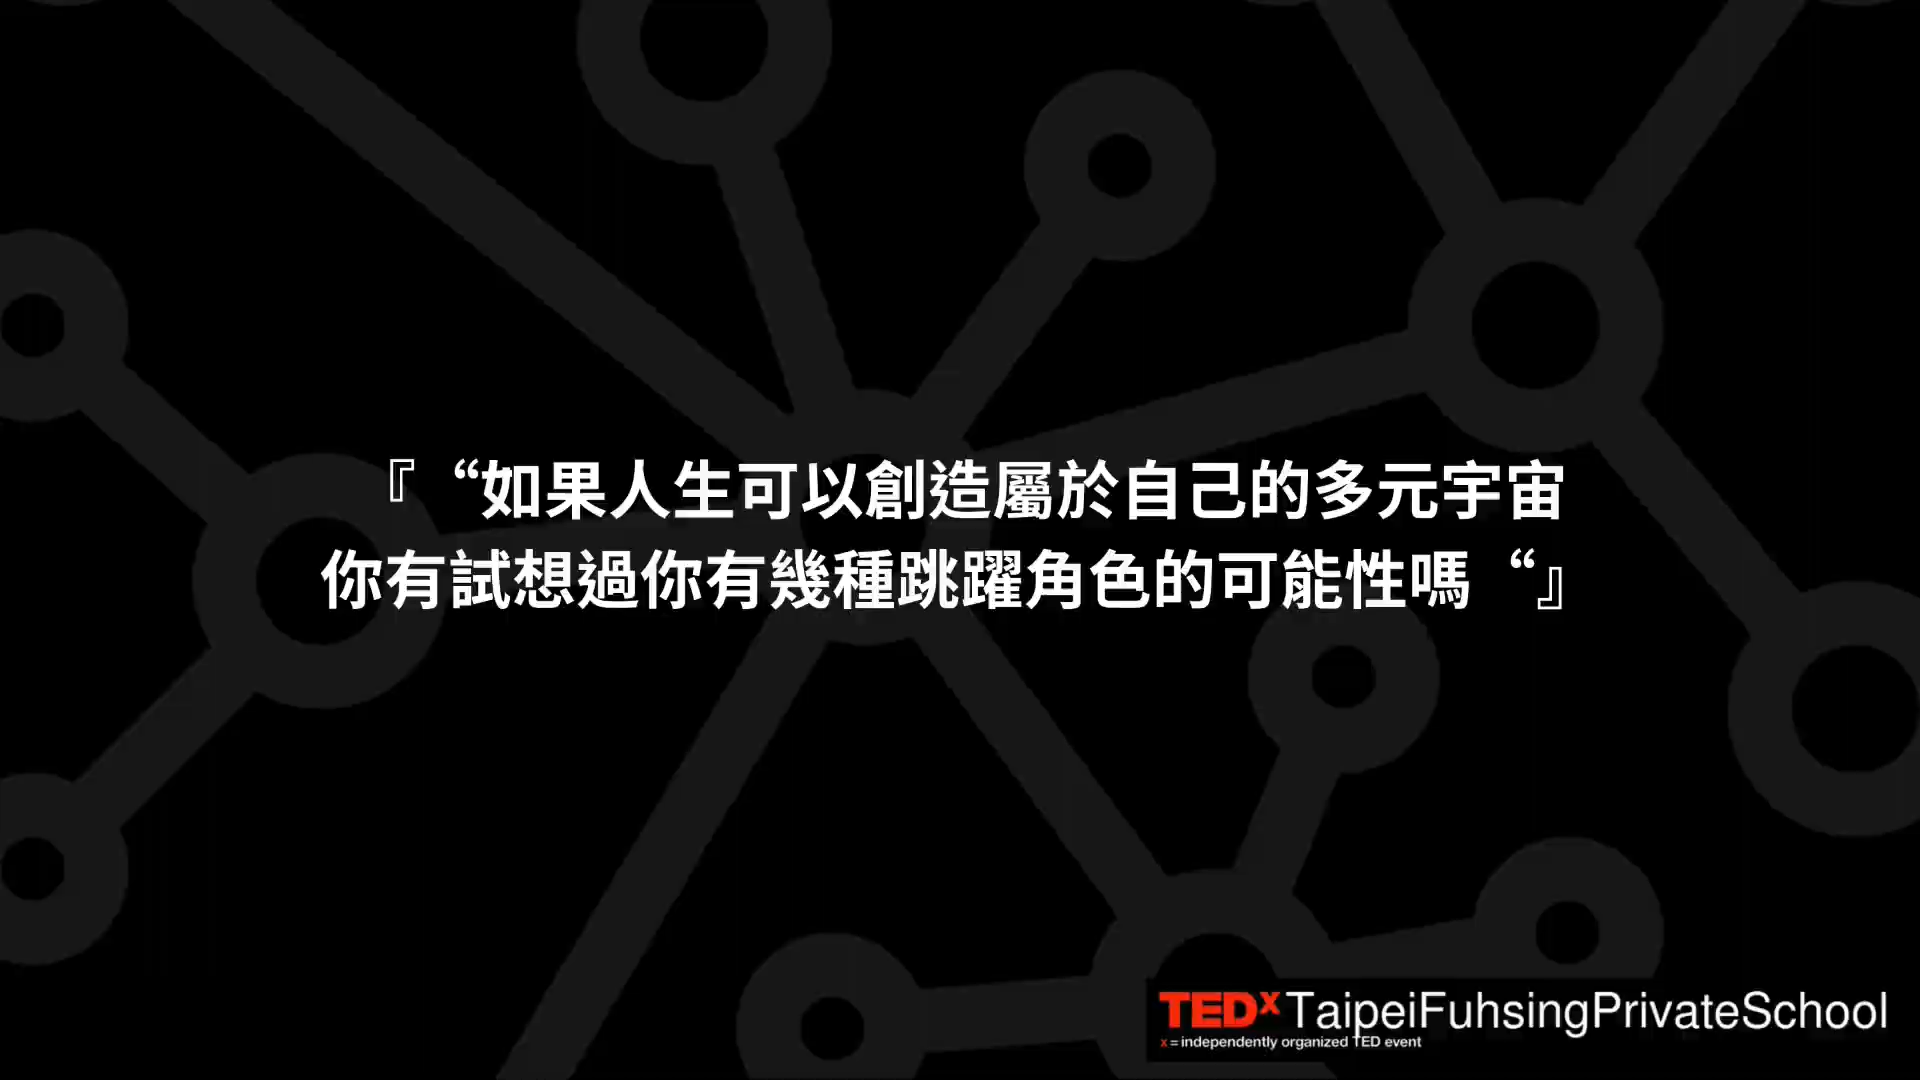 『 “如果人生可以創造屬於自己的多元宇宙
你有試想過你有幾種跳躍角色的可能性嗎“』
TEDxTaipeiFuhsingPrivateSchool
x = independently organized TED event